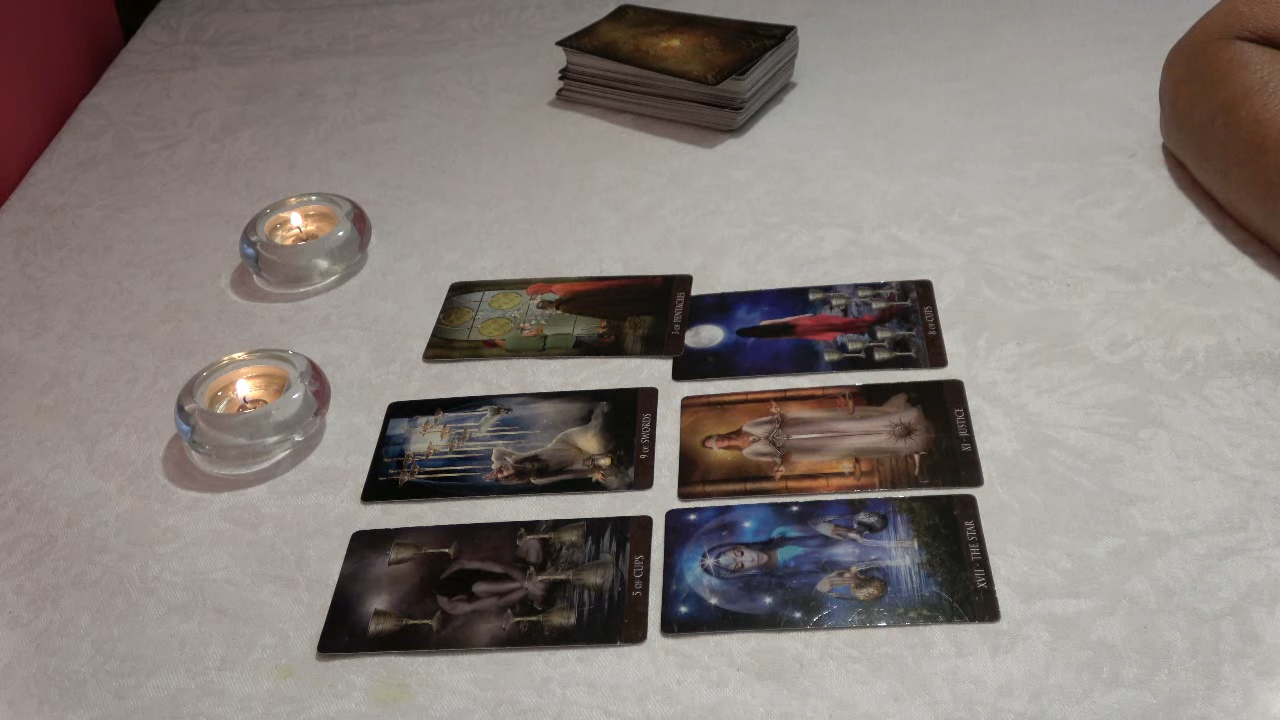 3 OF PENTACLES
8 OF CUPS
9 OF SWORDS
XI - JUSTICE
5 OF CUPS
XVII - THE STAR